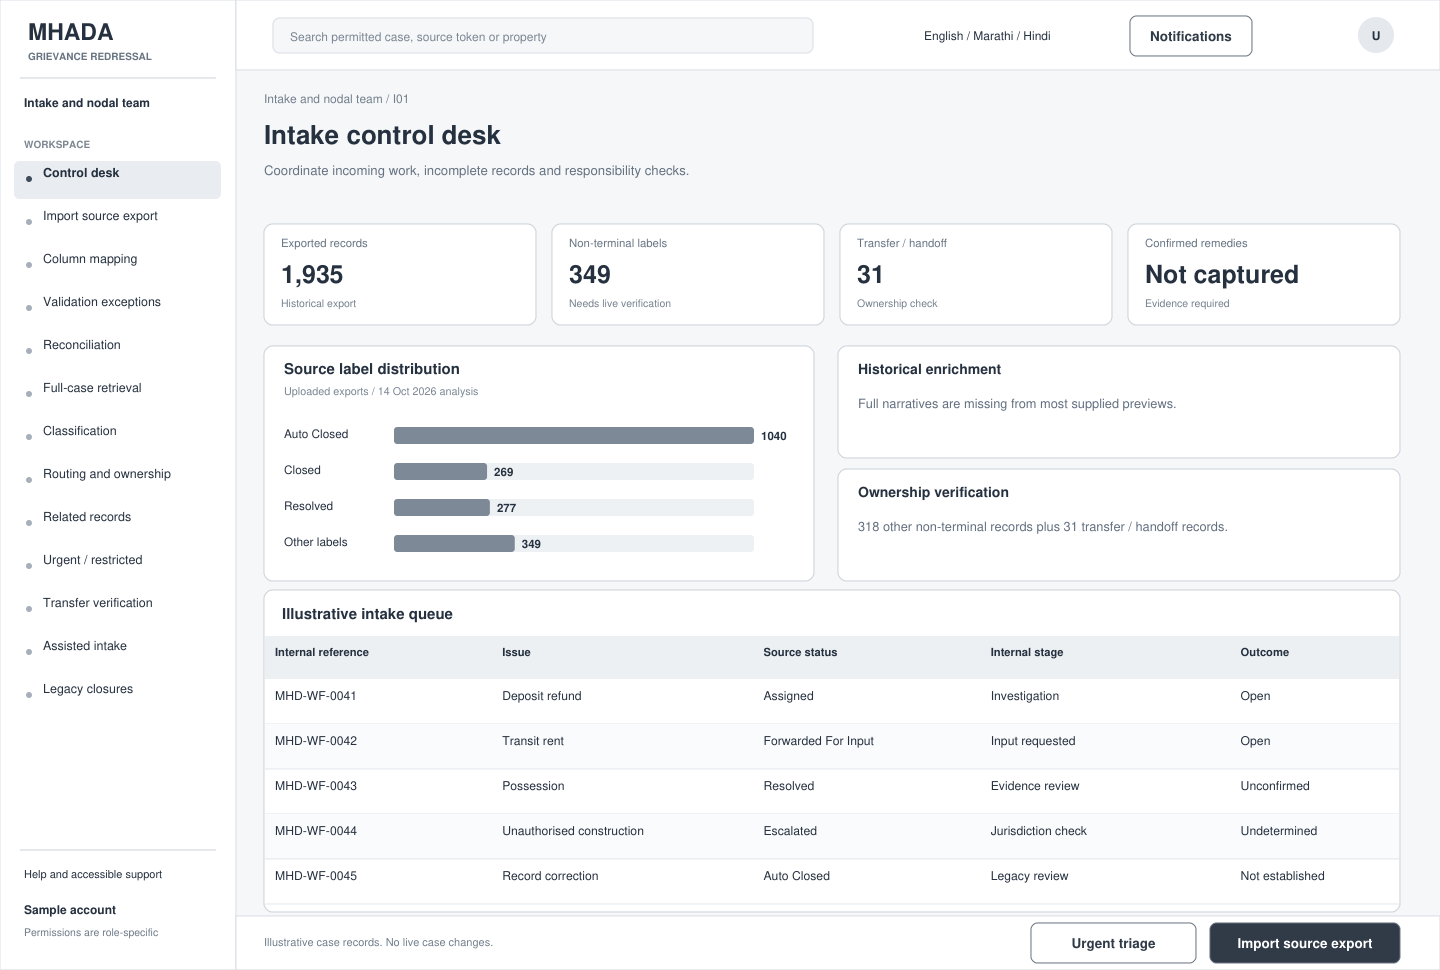 MHADA
GRIEVANCE REDRESSAL
Intake and nodal team
WORKSPACE
Control desk
Import source export
Column mapping
Validation exceptions
Reconciliation
Full-case retrieval
Classification
Routing and ownership
Related records
Urgent / restricted
Transfer verification
Assisted intake
Legacy closures
Help and accessible support
Sample account
Permissions are role-specific
Search permitted case, source token or property
English / Marathi / Hindi
Notifications
U
Intake and nodal team / I01
Intake control desk
Coordinate incoming work, incomplete records and responsibility checks.
Exported records
1,935
Historical export
Non-terminal labels
349
Needs live verification
Transfer / handoff
31
Ownership check
Confirmed remedies
Not captured
Evidence required
Source label distribution
Uploaded exports / 14 Oct 2026 analysis
Auto Closed 1040
Closed 269
Resolved 277
Other labels 349
Historical enrichment
Full narratives are missing from most supplied previews.
Ownership verification
318 other non-terminal records plus 31 transfer / handoff records.
Illustrative intake queue
Internal reference Issue Source status Internal stage Outcome
MHD-WF-0041 Deposit refund Assigned Investigation Open
MHD-WF-0042 Transit rent Forwarded For Input Input requested Open
MHD-WF-0043 Possession Resolved Evidence review Unconfirmed
MHD-WF-0044 Unauthorised construction Escalated Jurisdiction check Undetermined
MHD-WF-0045 Record correction Auto Closed Legacy review Not established
Illustrative case records. No live case changes.
Urgent triage
Import source export